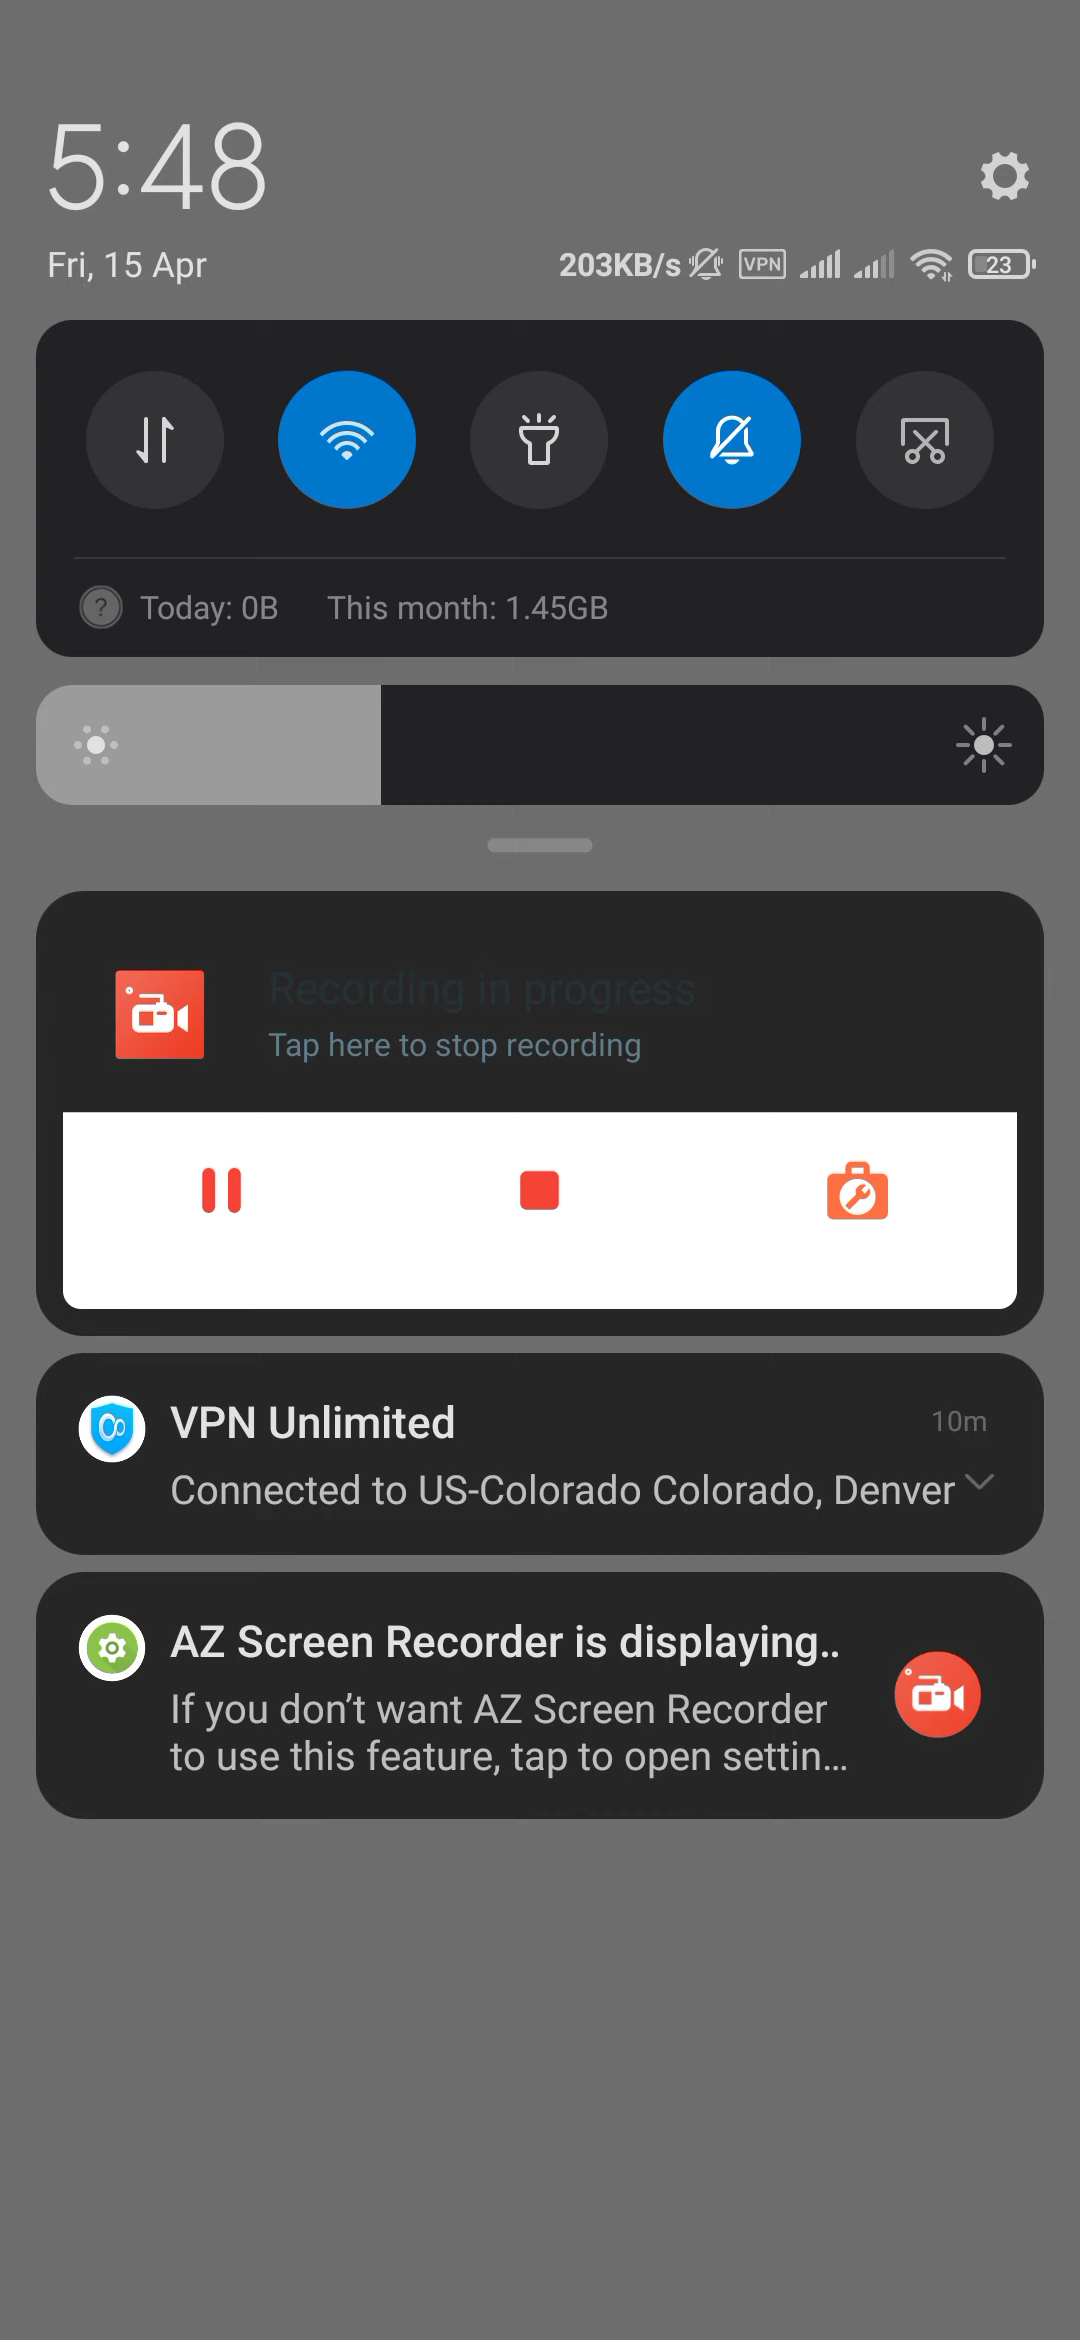 5:48
Fri, 15 Apr
203KB/s VPN 23
? Today: 0B This month: 1.45GB
Recording in progress
Tap here to stop recording
VPN Unlimited 10m
Connected to US-Colorado Colorado, Denver
AZ Screen Recorder is displaying..
If you don’t want AZ Screen Recorder
to use this feature, tap to open settin...